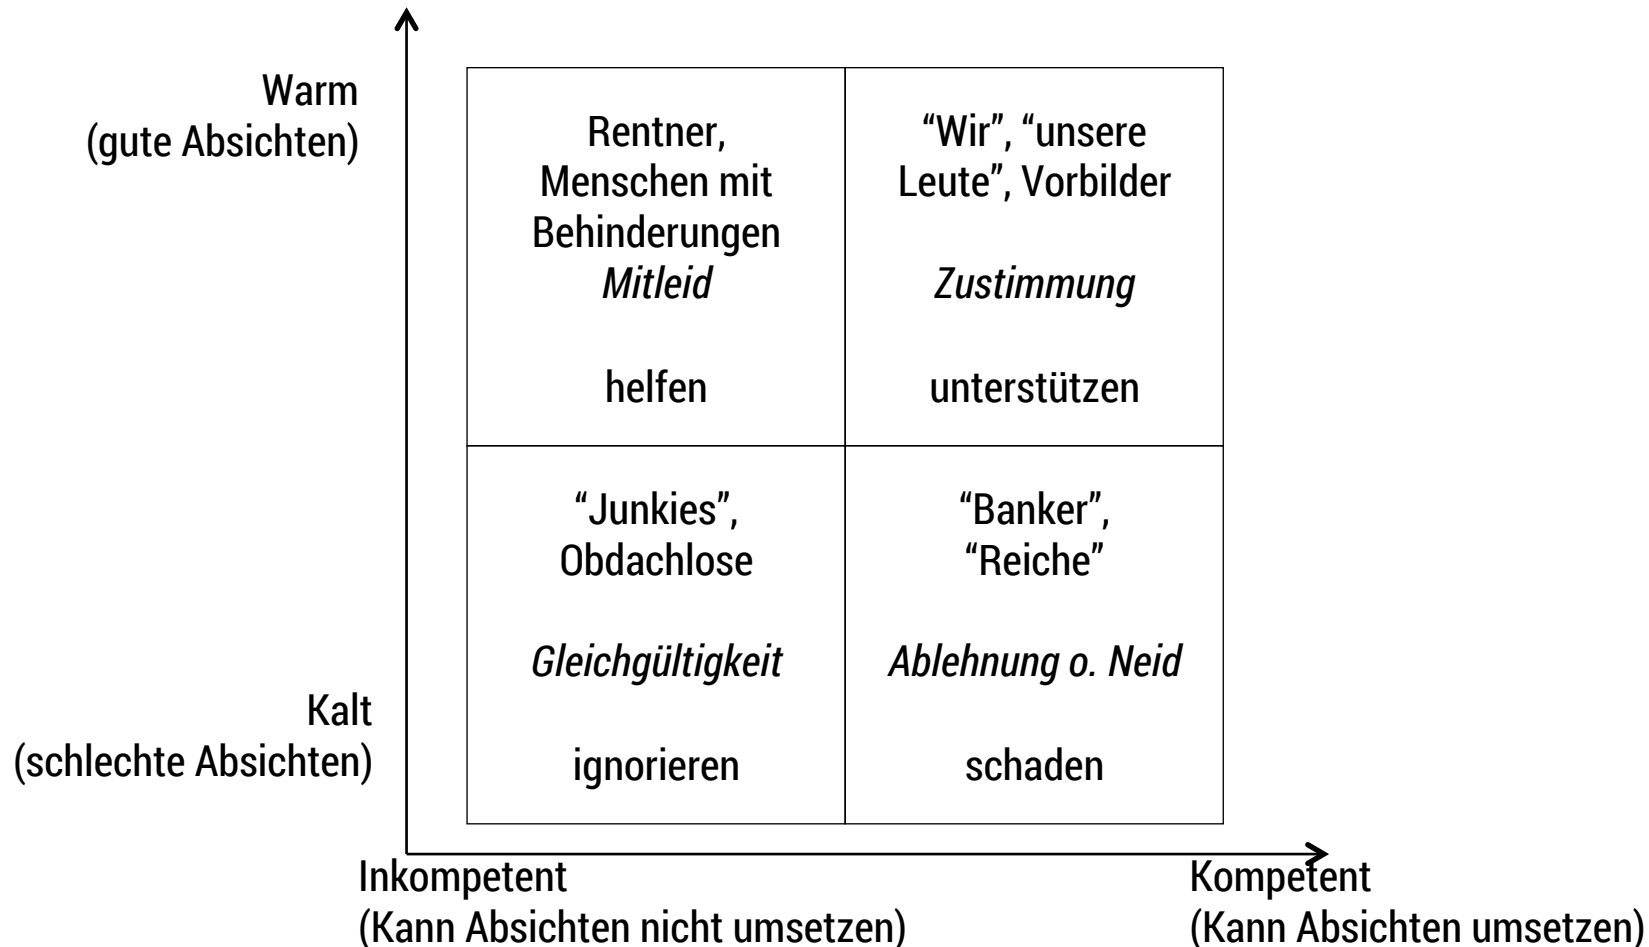 Warm
(gute Absichten)
Rentner,
Menschen mit
Behinderungen
Mitleid
helfen
“Wir”, “unsere
Leute”, Vorbilder
Zustimmung
unterstützen
“Junkies”,
Obdachlose
Gleichgültigkeit
ignorieren
“Banker”,
“Reiche”
Ablehnung o. Neid
schaden
Kalt
(schlechte Absichten)
Inkompetent
(Kann Absichten nicht umsetzen)
Kompetent
(Kann Absichten umsetzen)